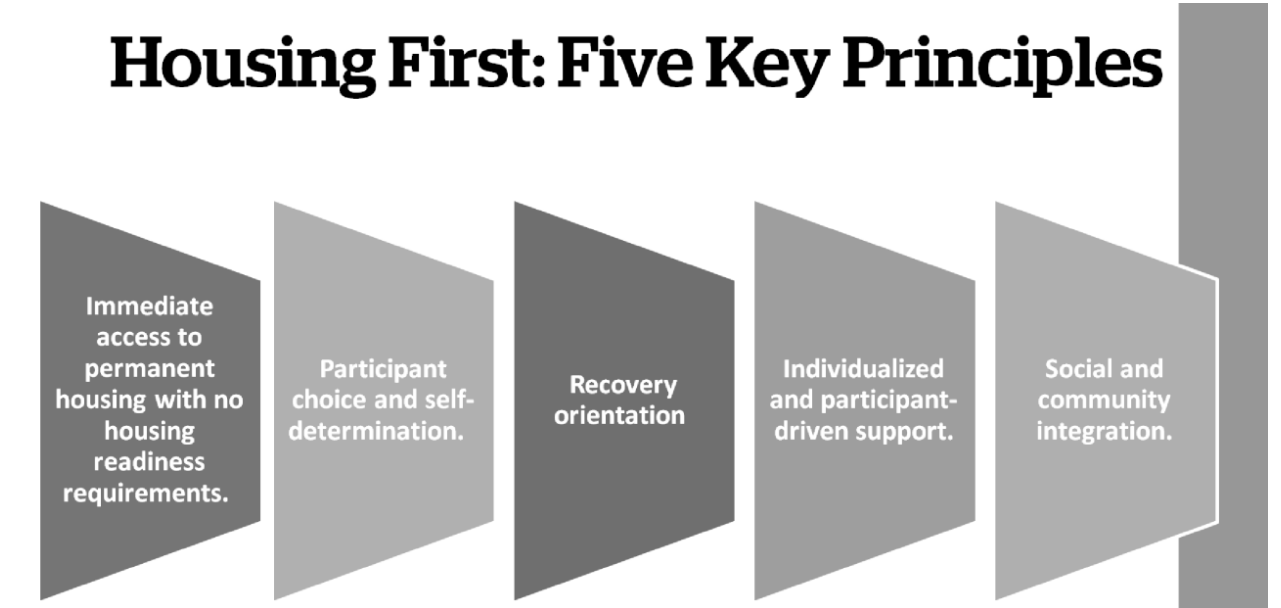 Housing First: Five Key Principles
Immediate
access to
permanent
housing with no
housing
readiness
requirements.
Participant
choice and self-
determination.
Recovery
orientation
Individualized
and participant-
driven support.
Social and
community
integration.